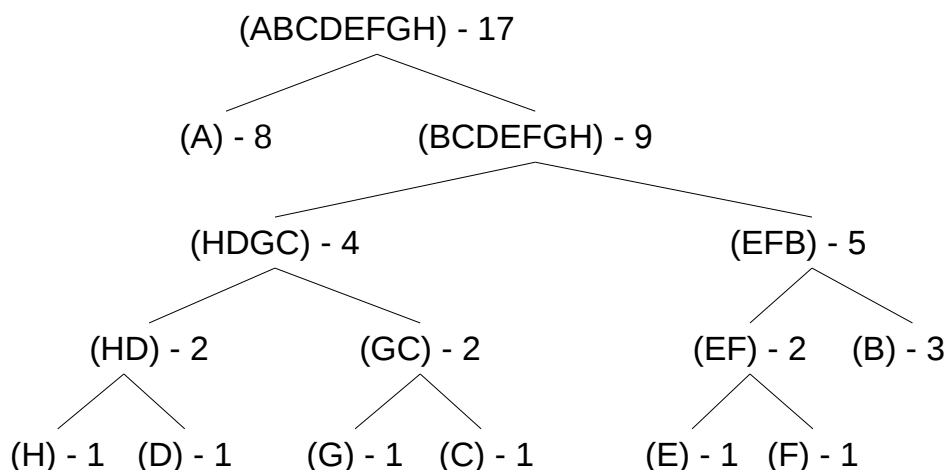 (ABCDEFGH) - 17
(A) - 8
(BCDEFGH) - 9
(HDGC) - 4
(EFB) - 5
(HD) - 2
(GC) - 2
(EF) - 2
(B) - 3
(H) - 1
(D) - 1
(G) - 1
(C) - 1
(E) - 1
(F) - 1